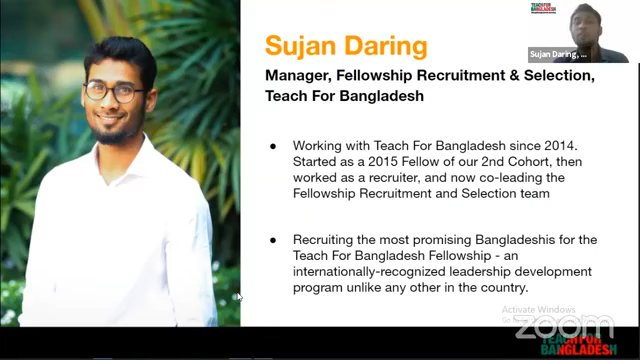 TEACHFOR
BANGLADESH
Sujan Daring, ...
Sujan Daring
Manager, Fellowship Recruitment & Selection,
Teach For Bangladesh
● Working with Teach For Bangladesh since 2014.
Started as a 2015 Fellow of our 2nd Cohort, then
worked as a recruiter, and now co-leading the
Fellowship Recruitment and Selection team
● Recruiting the most promising Bangladeshis for the
Teach For Bangladesh Fellowship - an
internationally-recognized leadership development
program unlike any other in the country.
Activate Windows
zoom
TEACHFOR
BANGLADESH